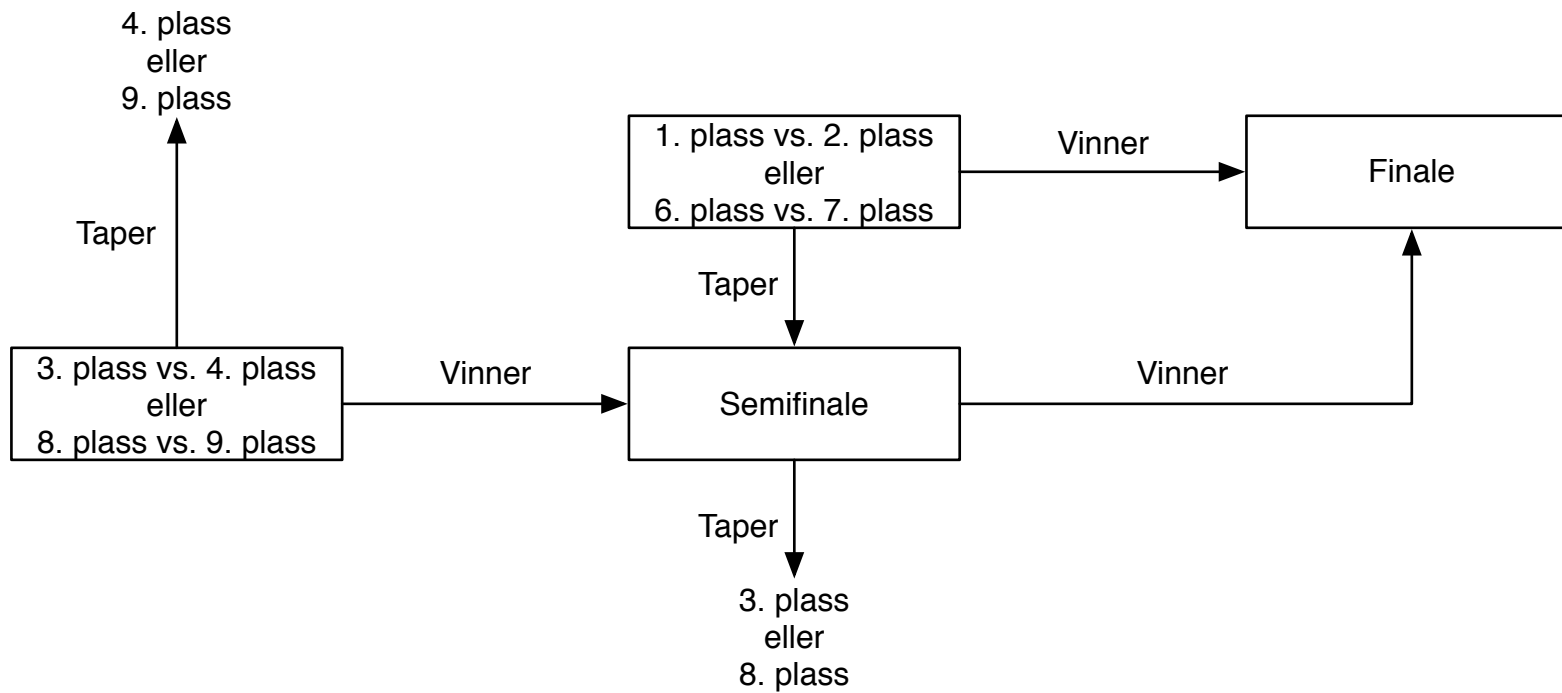 4. plass
eller
9. plass
1. plass vs. 2. plass
eller
6. plass vs. 7. plass
Vinner
Finale
Taper
Taper
3. plass vs. 4. plass
eller
8. plass vs. 9. plass
Vinner
Semifinale
Vinner
Taper
3. plass
eller
8. plass